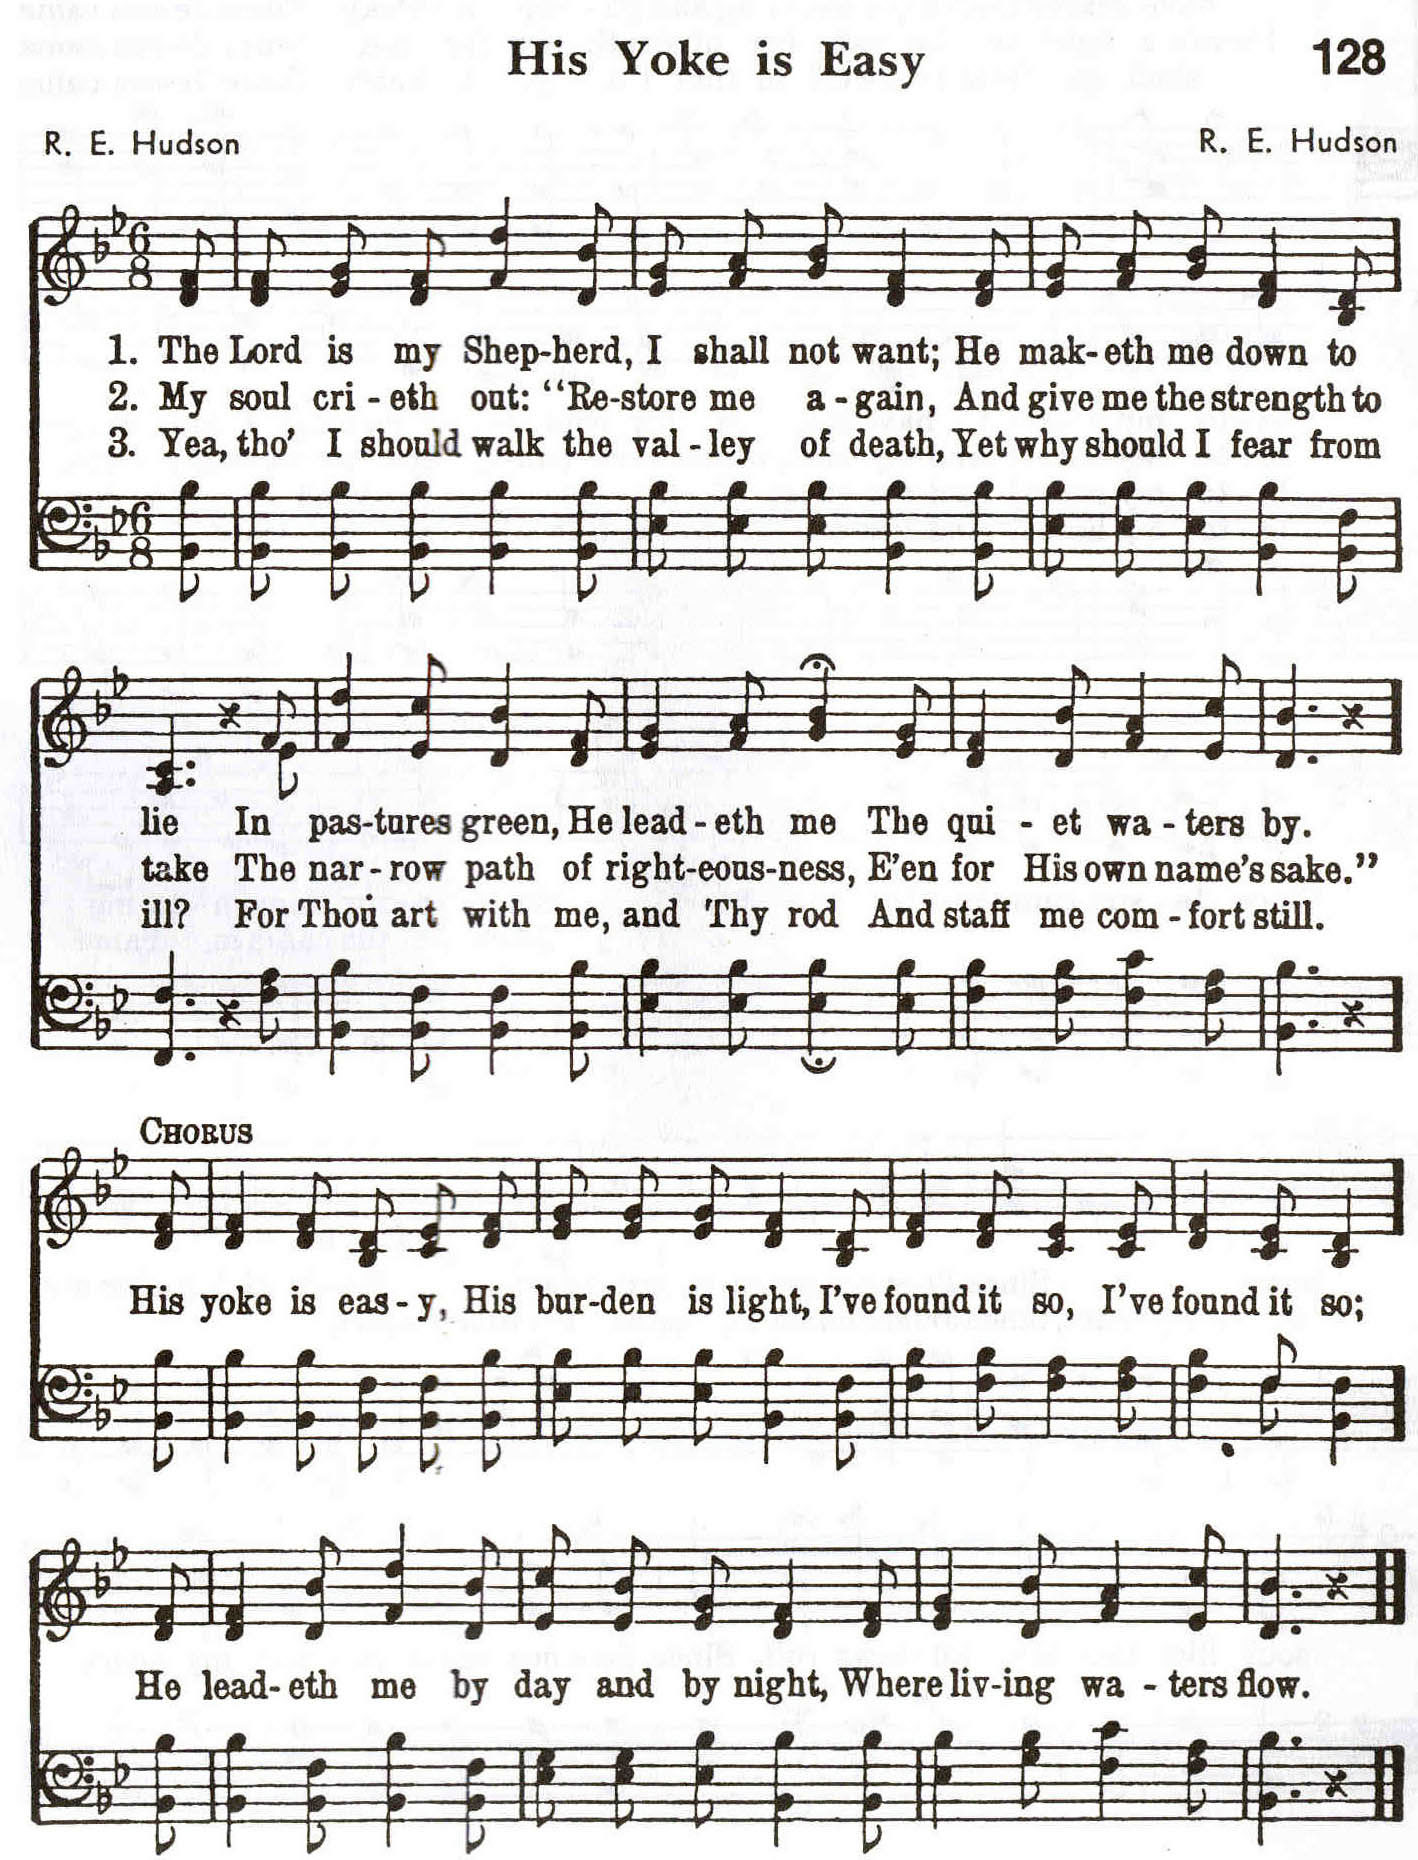 His Yoke is Easy 128
R. E. Hudson R. E. Hudson
1. The Lord is my Shep-herd, I shall not want; He mak-eth me down to
2. My soul cri-eth out: “Re-store me a-gain, And give me the strength to
3. Yea, tho’ I should walk the val-ley of death, Yet why should I fear from
lie In pas-tures green, He lead-eth me The qui-et wa-ters by.
take The nar-row path of right-eous-ness, E’en for His own name’s sake.”
ill? For Thou art with me, and Thy rod And staff me com-fort still.
CHORUS
His yoke is eas-y, His bur-den is light, I’ve found it so, I’ve found it so;
He lead-eth me by day and by night, Where liv-ing wa-ters flow.